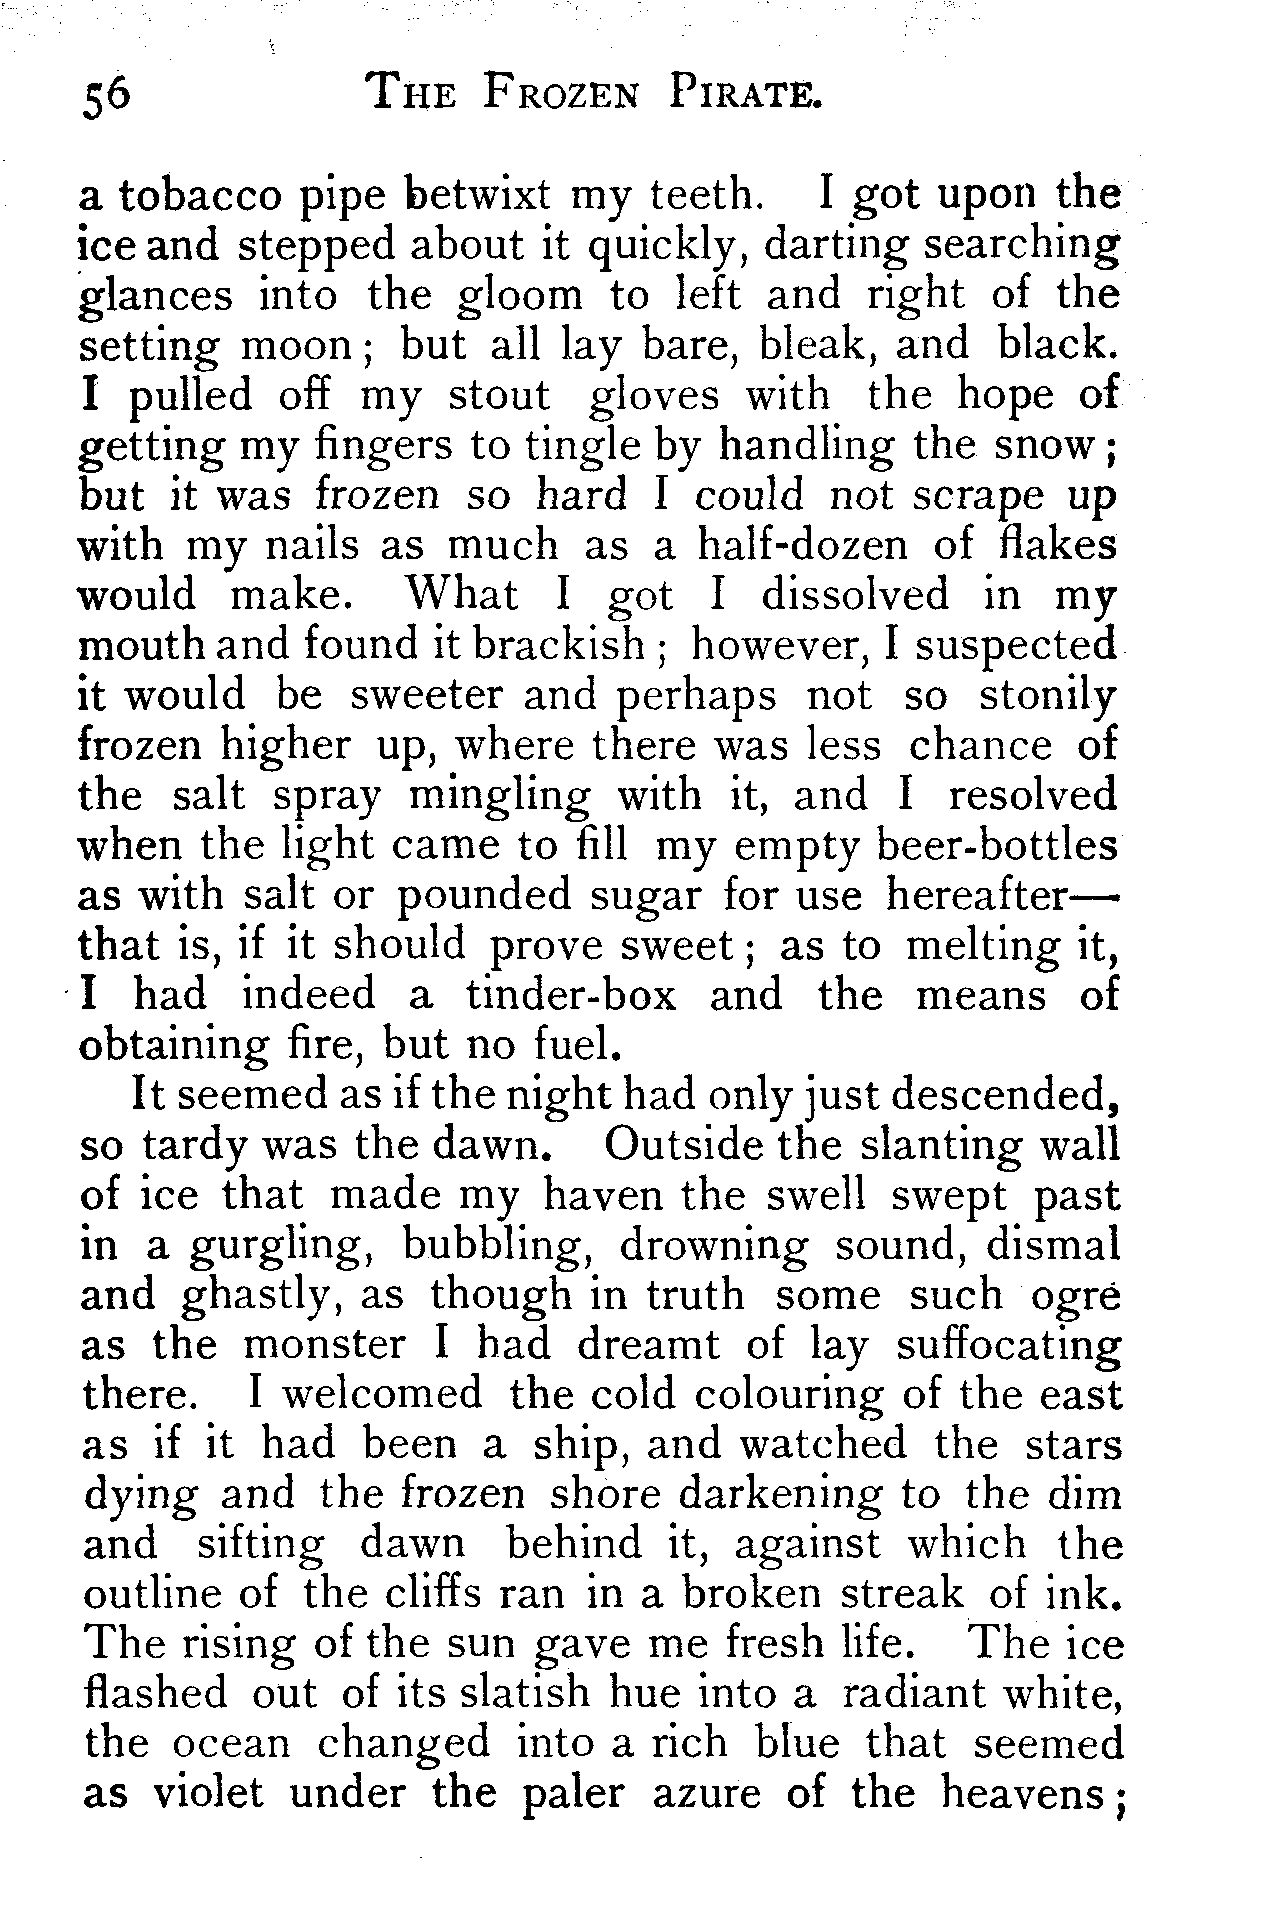 56 THE FROZEN PIRATE.
a tobacco pipe betwixt my teeth. I got upon the
ice and stepped about it quickly, darting searching
glances into the gloom to left and right of the
setting moon ; but all lay bare, bleak, and black.
I pulled off my stout gloves with the hope of
getting my fingers to tingle by handling the snow ;
but it was frozen so hard I could not scrape up
with my nails as much as a half-dozen of flakes
would make. What I got I dissolved in my
mouth and found it brackish ; however, I suspected
it would be sweeter and perhaps not so stonily
frozen higher up, where there was less chance of
the salt spray mingling with it, and I resolved
when the light came to fill my empty beer-bottles
as with salt or pounded sugar for use hereafter—
that is, if it should prove sweet ; as to melting it,
I had indeed a tinder-box and the means of
obtaining fire, but no fuel.
It seemed as if the night had only just descended,
so tardy was the dawn. Outside the slanting wall
of ice that made my haven the swell swept past
in a gurgling, bubbling, drowning sound, dismal
and ghastly, as though in truth some such ogre
as the monster I had dreamt of lay suffocating
there. I welcomed the cold colouring of the east
as if it had been a ship, and watched the stars
dying and the frozen shore darkening to the dim
and sifting dawn behind it, against which the
outline of the cliffs ran in a broken streak of ink.
The rising of the sun gave me fresh life. The ice
flashed out of its slatish hue into a radiant white,
the ocean changed into a rich blue that seemed
as violet under the paler azure of the heavens ;